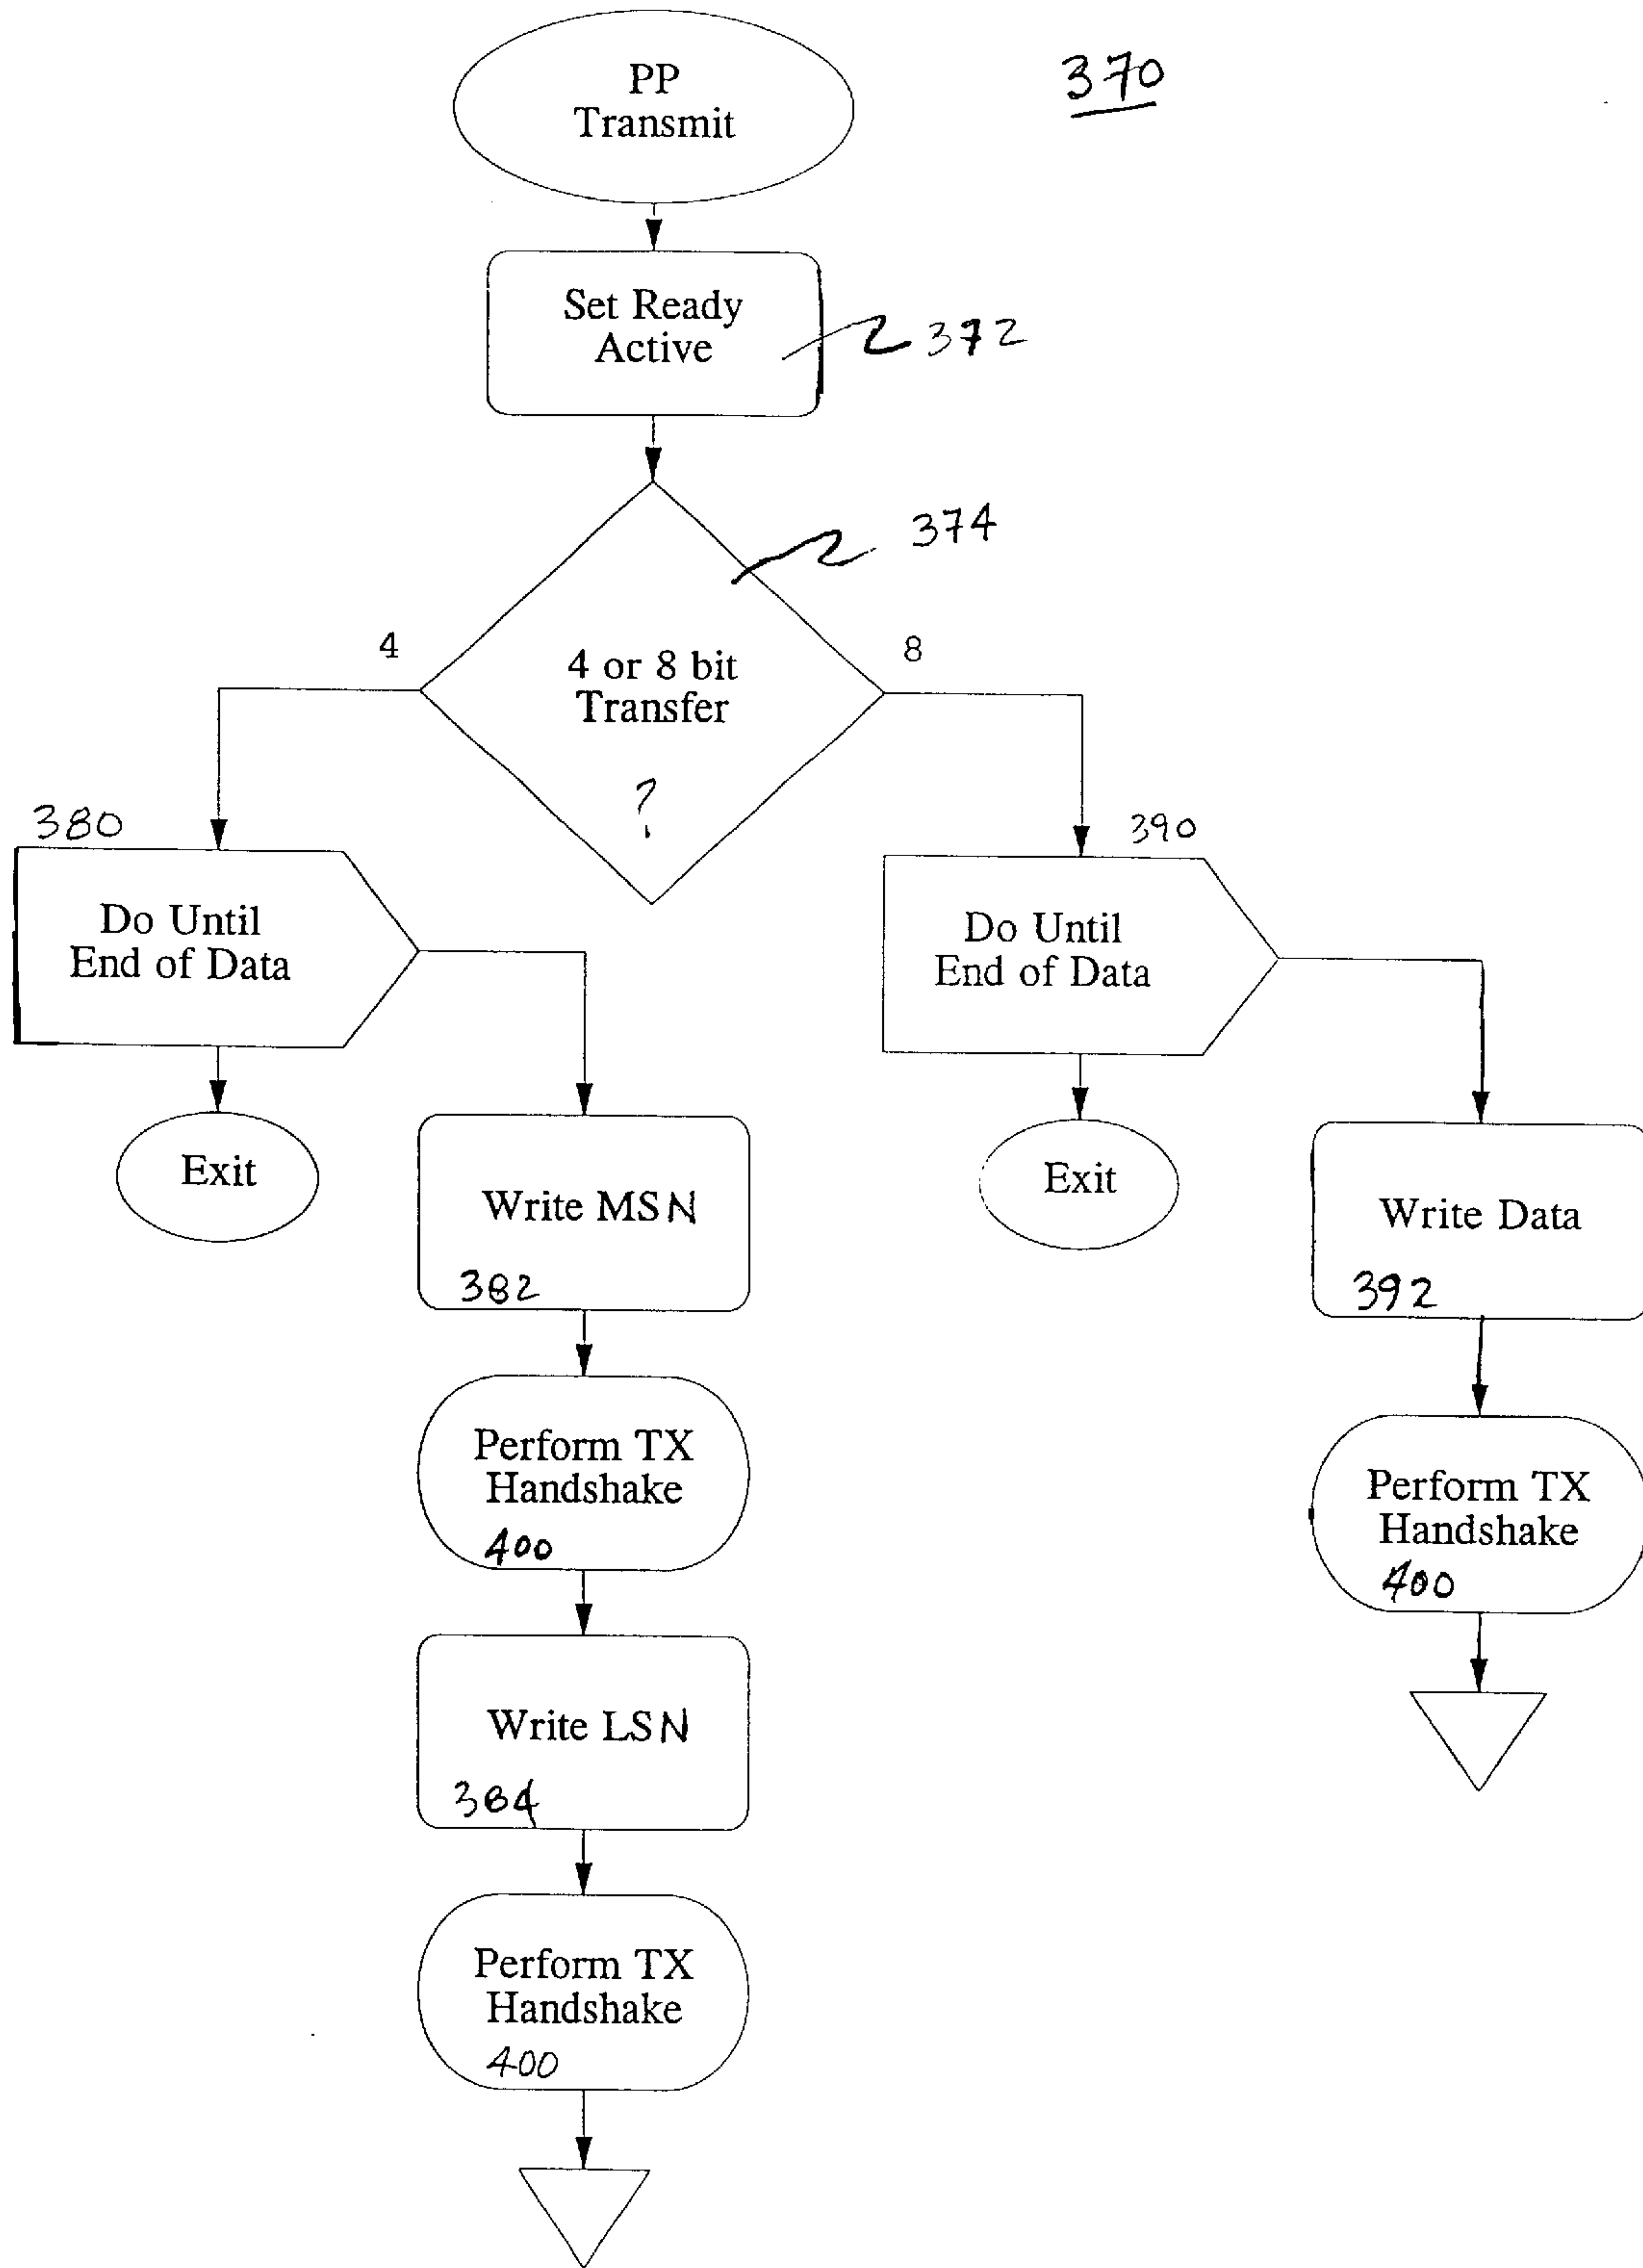 PP
Transmit
370
Set Ready
Active
372
374
4
8
4 or 8 bit
Transfer
?
380
390
Do Until
End of Data
Do Until
End of Data
Exit
Write MSN
382
Exit
Write Data
392
Perform TX
Handshake
400
Perform TX
Handshake
400
Write LSN
384
Perform TX
Handshake
400